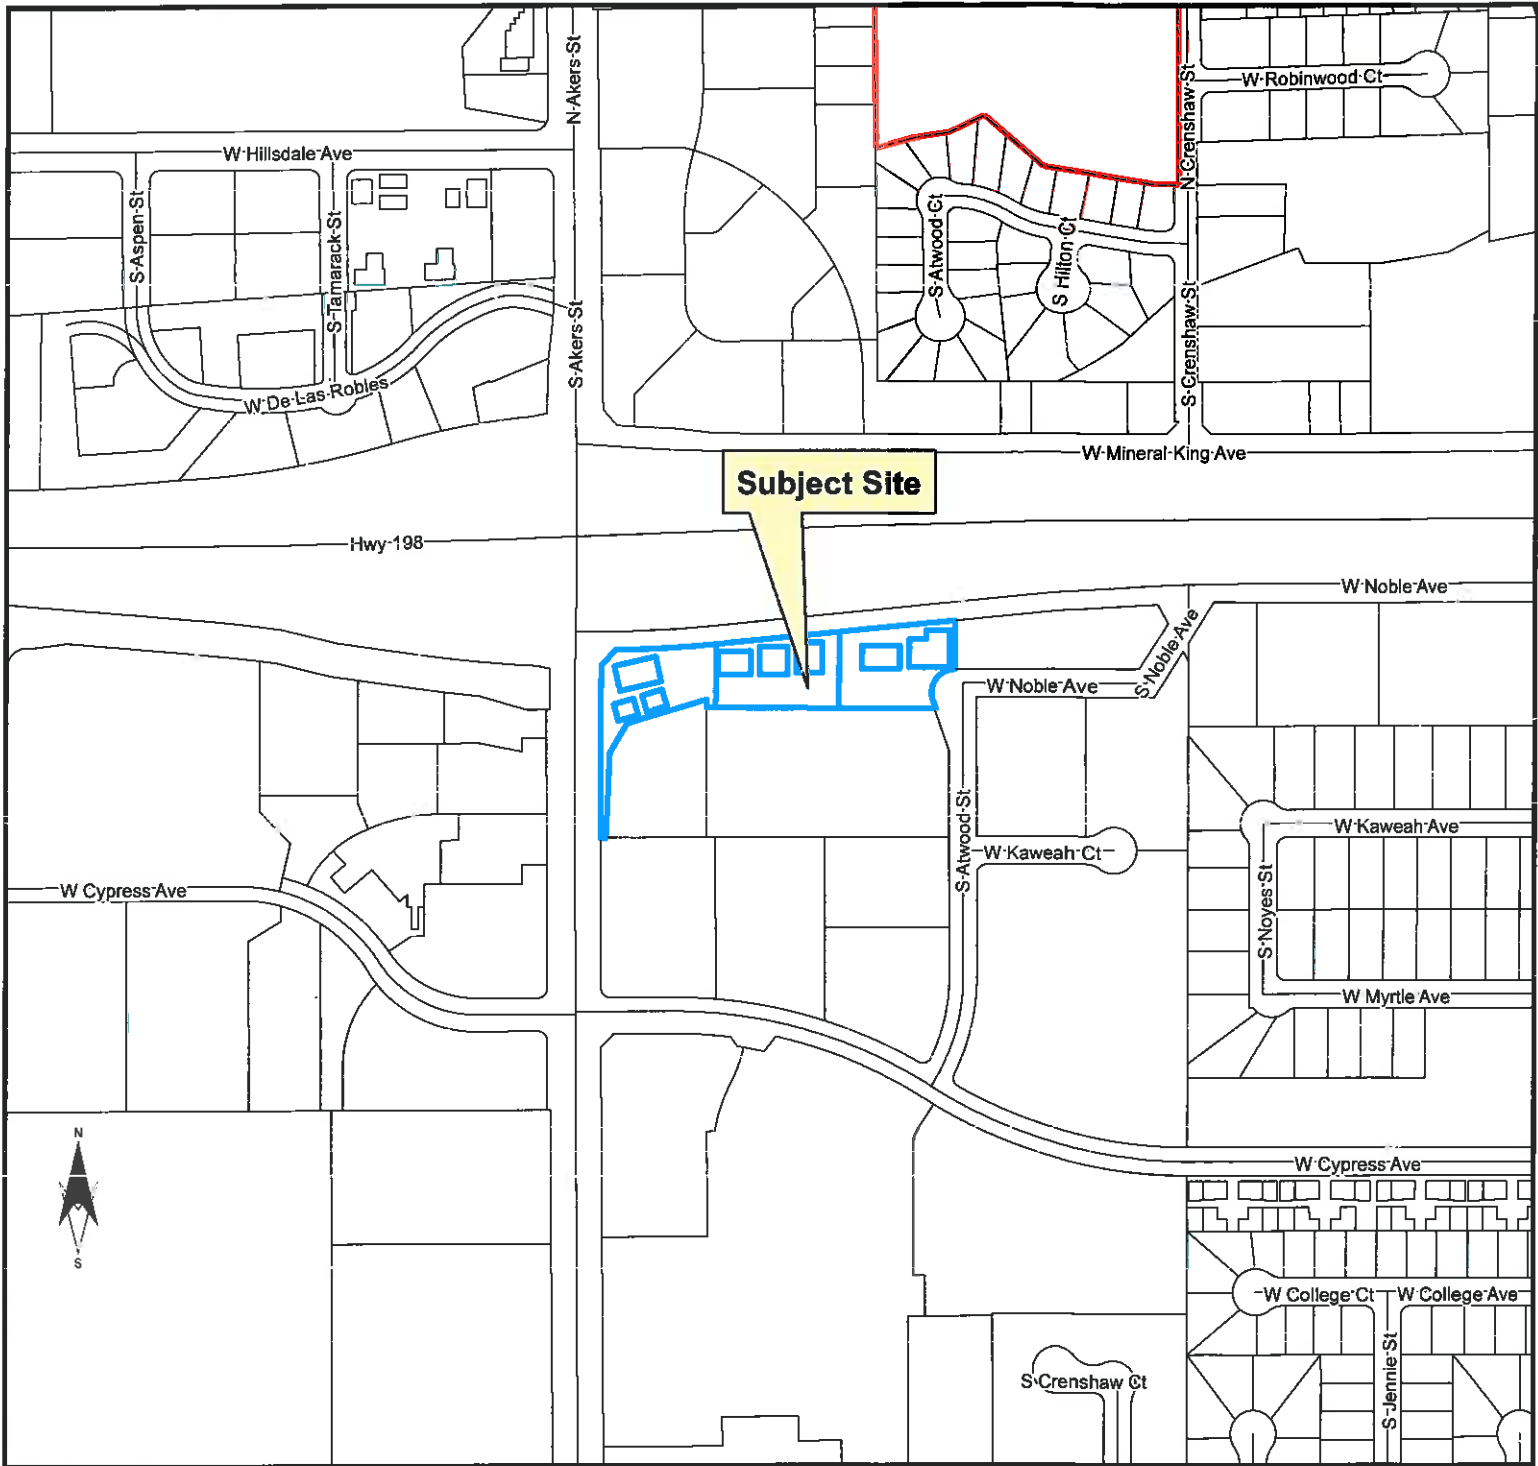 N-Akers-St
N-Crenshaw-St
W-Robinwood-Ct
W-Hillsdale-Ave
S-Aspen-St
S-Tamarack-St
S-Atwood-Ct
S Hilton-Ct
S-Akers-St
S-Crenshaw-St
W-De-Las-Robles
W-Mineral-King-Ave
Subject Site
Hwy-198
W Noble Ave
S-Noble-Ave
W-Noble-Ave
S-Atwood-St
W-Kaweah-Ave
W-Kaweah-Ct
W Cypress-Ave
S-Noyes-St
W Myrtle Ave
N
S
W Cypress-Ave
W College-Ct
W College-Ave
S-Jennie-St
S-Crenshaw Ct